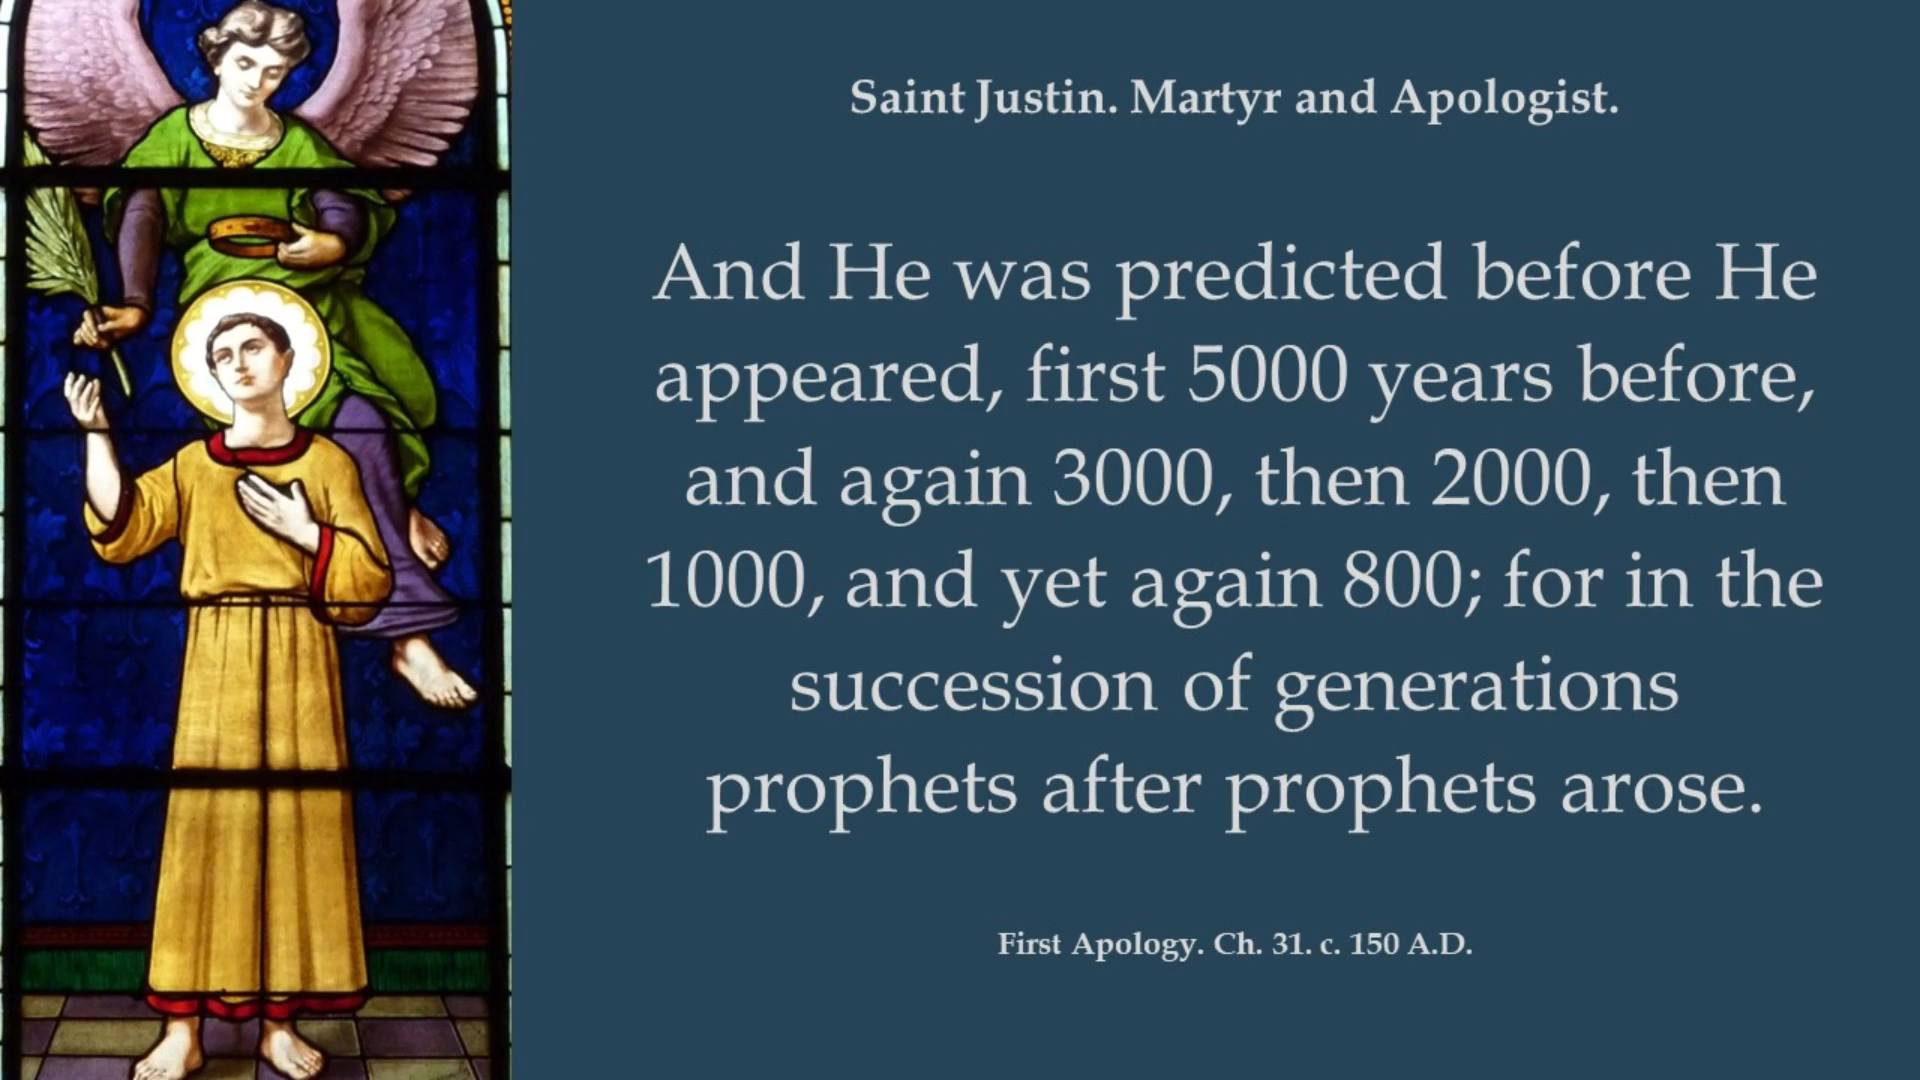 Saint Justin. Martyr and Apologist.
And He was predicted before He
appeared, first 5000 years before,
and again 3000, then 2000, then
1000, and yet again 800; for in the
succession of generations
prophets after prophets arose.
First Apology. Ch. 31. c. 150 A.D.